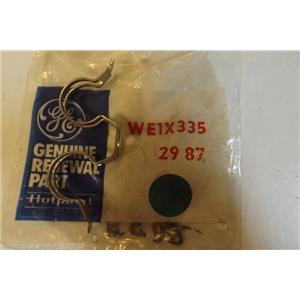 GE
WE1X335
29 87
GENUINE
RENEWAL
PART
Hotpoint